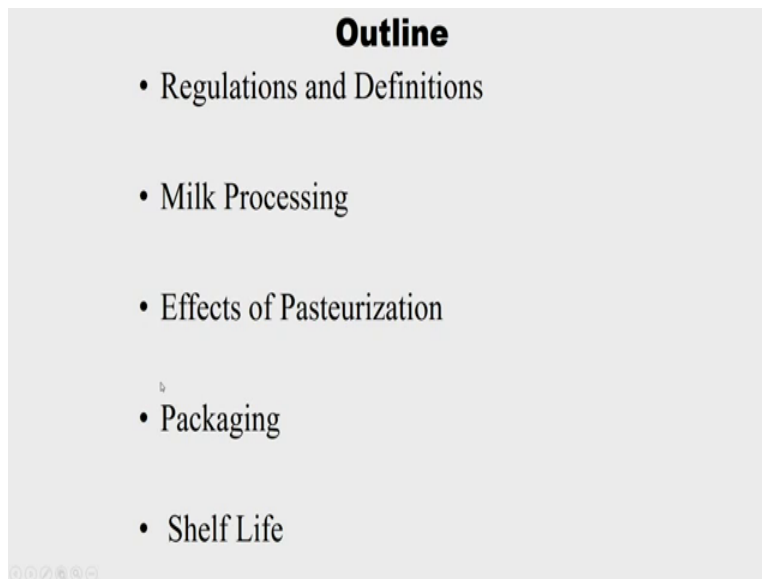 Outline
• Regulations and Definitions
• Milk Processing
• Effects of Pasteurization
• Packaging
• Shelf Life